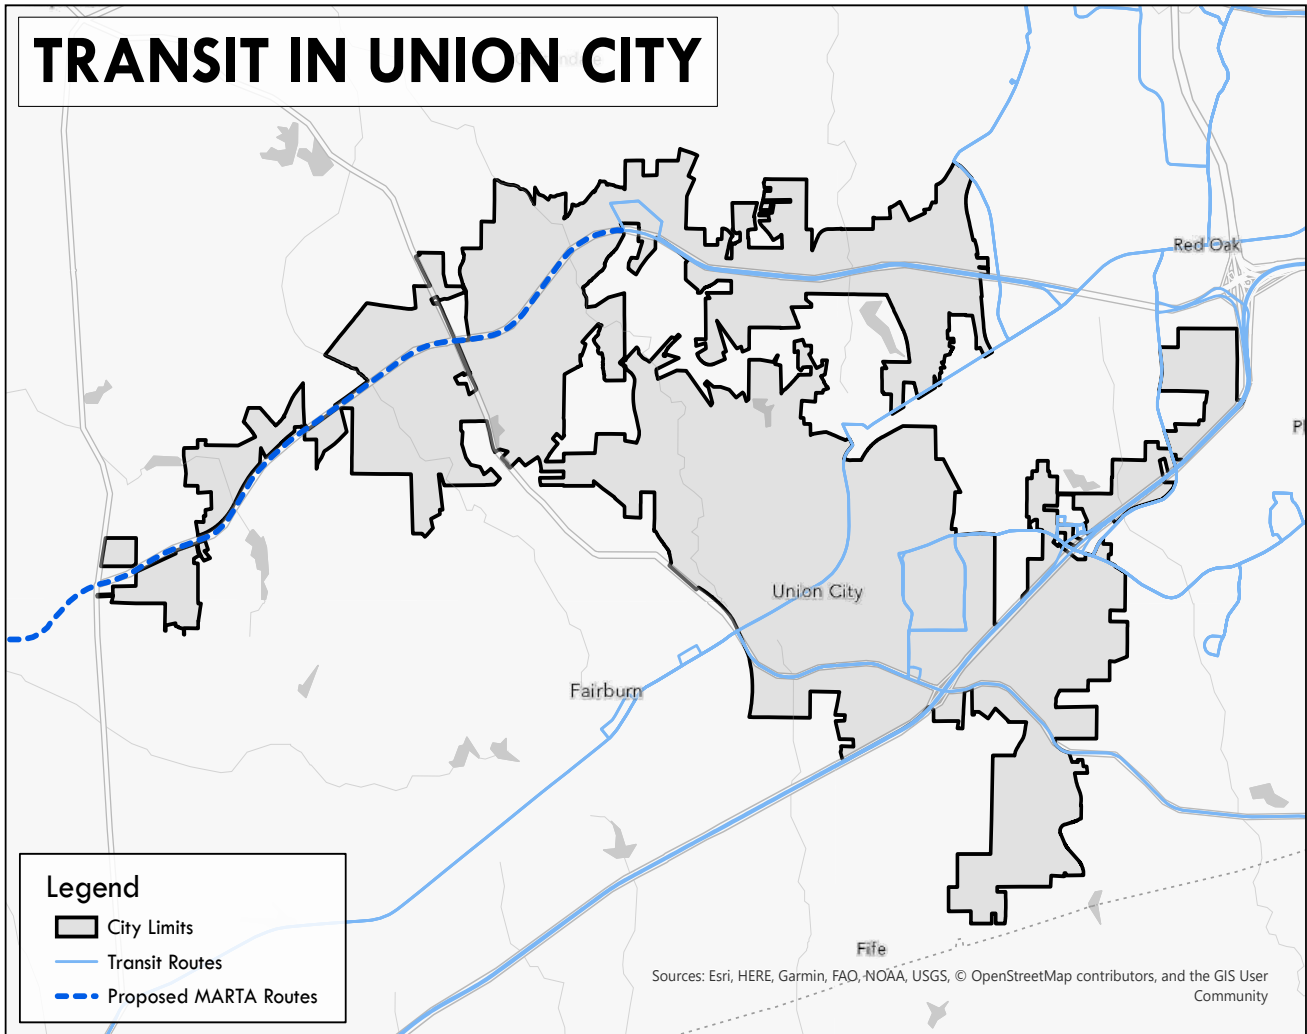 TRANSIT IN UNION CITY
Red Oak
Union City
Fairburn
Legend
City Limits
Transit Routes
Proposed MARTA Routes
Fife
Sources: Esri, HERE, Garmin, FAO, NOAA, USGS, © OpenStreetMap contributors, and the GIS User
Community